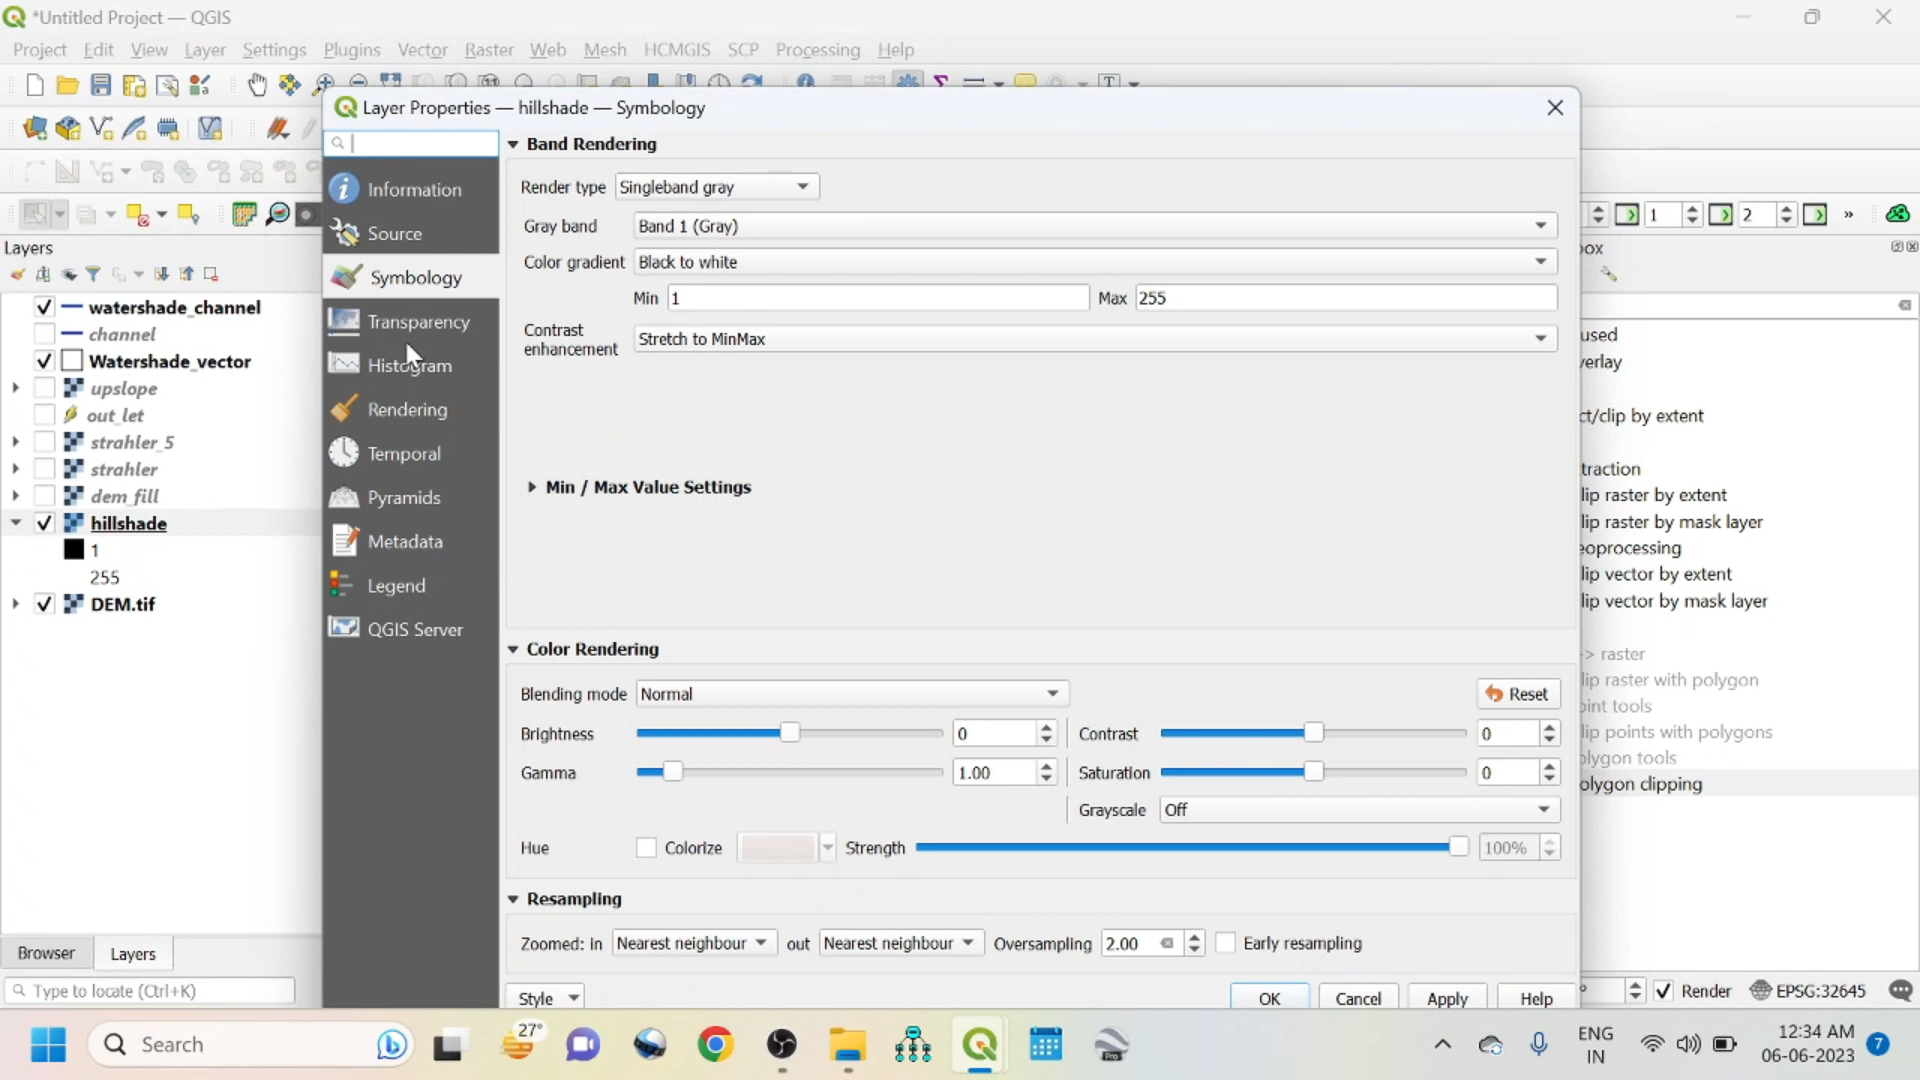 *Untitled Project — QGIS
Project Edit View Layer Settings Plugins Vector Raster Web Mesh HCMGIS SCP Processing Help
Layer Properties — hillshade — Symbology
Information
Source
Symbology
Transparency
Histogram
Rendering
Temporal
Pyramids
Metadata
Legend
QGIS Server
Band Rendering
Render type Singleband gray
Gray band Band 1 (Gray)
Color gradient Black to white
Min 1 Max 255
Contrast
enhancement Stretch to MinMax
Min / Max Value Settings
Color Rendering
Blending mode Normal Reset
Brightness 0 Contrast 0
Gamma 1.00 Saturation 0
Grayscale Off
Hue Colorize Strength 100%
Resampling
Zoomed: in Nearest neighbour out Nearest neighbour Oversampling 2.00 Early resampling
Style OK Cancel Apply Help
Layers
watershade_channel
channel
Watershade_vector
upslope
out_let
strahler_5
strahler
dem_fill
hillshade
1
255
DEM.tif
Browser Layers
Type to locate (Ctrl+K)
1 2 »
box
used
verlay
ct/clip by extent
traction
lip raster by extent
lip raster by mask layer
eoprocessing
lip vector by extent
lip vector by mask layer
-> raster
lip raster with polygon
oint tools
lip points with polygons
olygon tools
olygon clipping
Render EPSG:32645
Search
27°
Pro
ENG
IN
12:34 AM
06-06-2023
7